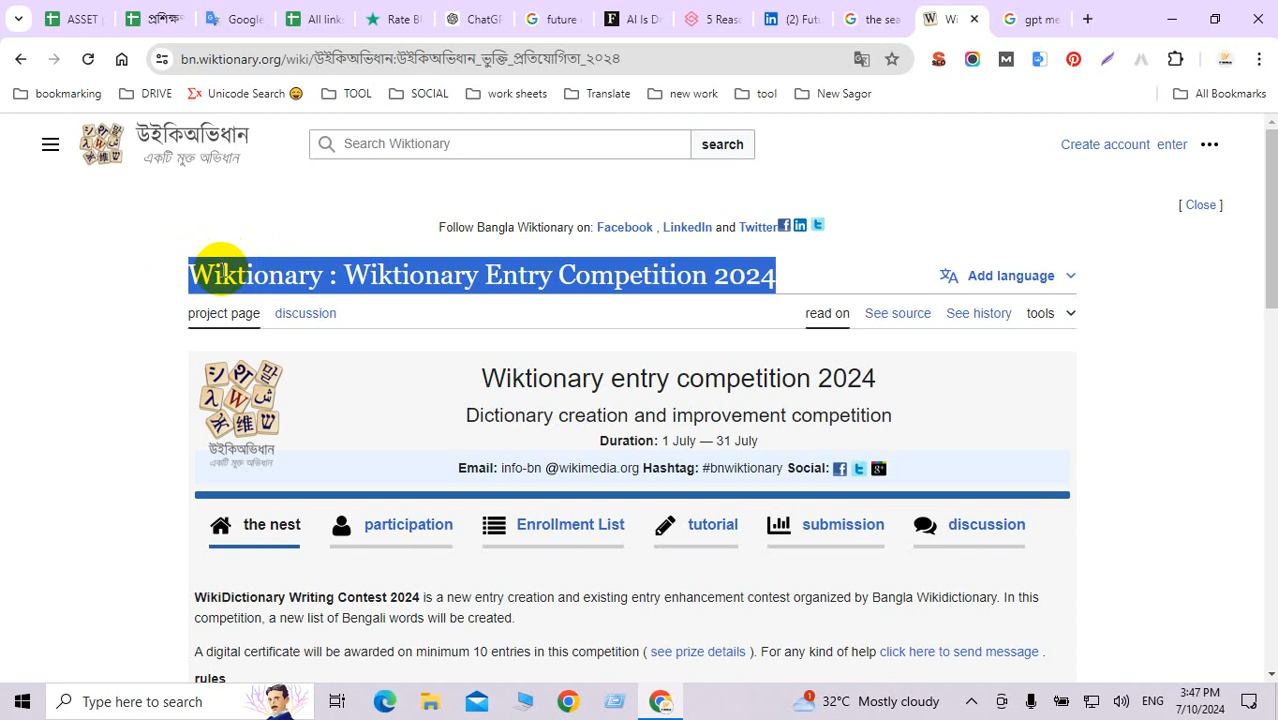 ASSET
প্রশিক্ষ
Google
All links
Rate Bl
ChatGF
future
AI Is D
5 Reaso
(2) Futu
the sea
Wi
gpt me
bn.wiktionary.org/wiki/উইকিঅভিধান:উইকিঅভিধান_ভুক্তি_প্রতিযোগিতা_২০২৪
bookmarking DRIVE Unicode Search TOOL SOCIAL work sheets Translate new work tool New Sagor All Bookmarks
উইকিঅভিধান
একটি মুক্ত অভিধান
Search Wiktionary search Create account enter
[ Close ]
Follow Bangla Wiktionary on: Facebook , LinkedIn and Twitter
Wiktionary : Wiktionary Entry Competition 2024
Add language
project page discussion read on See source See history tools
Wiktionary entry competition 2024
Dictionary creation and improvement competition
Duration: 1 July — 31 July
উইকিঅভিধান
একটি মুক্ত অভিধান
Email: info-bn @wikimedia.org Hashtag: #bnwiktionary Social:
the nest participation Enrollment List tutorial submission discussion
WikiDictionary Writing Contest 2024 is a new entry creation and existing entry enhancement contest organized by Bangla Wikidictionary. In this
competition, a new list of Bengali words will be created.
A digital certificate will be awarded on minimum 10 entries in this competition ( see prize details ). For any kind of help click here to send message .
rules
Type here to search
32°C Mostly cloudy
ENG
3:47 PM
7/10/2024